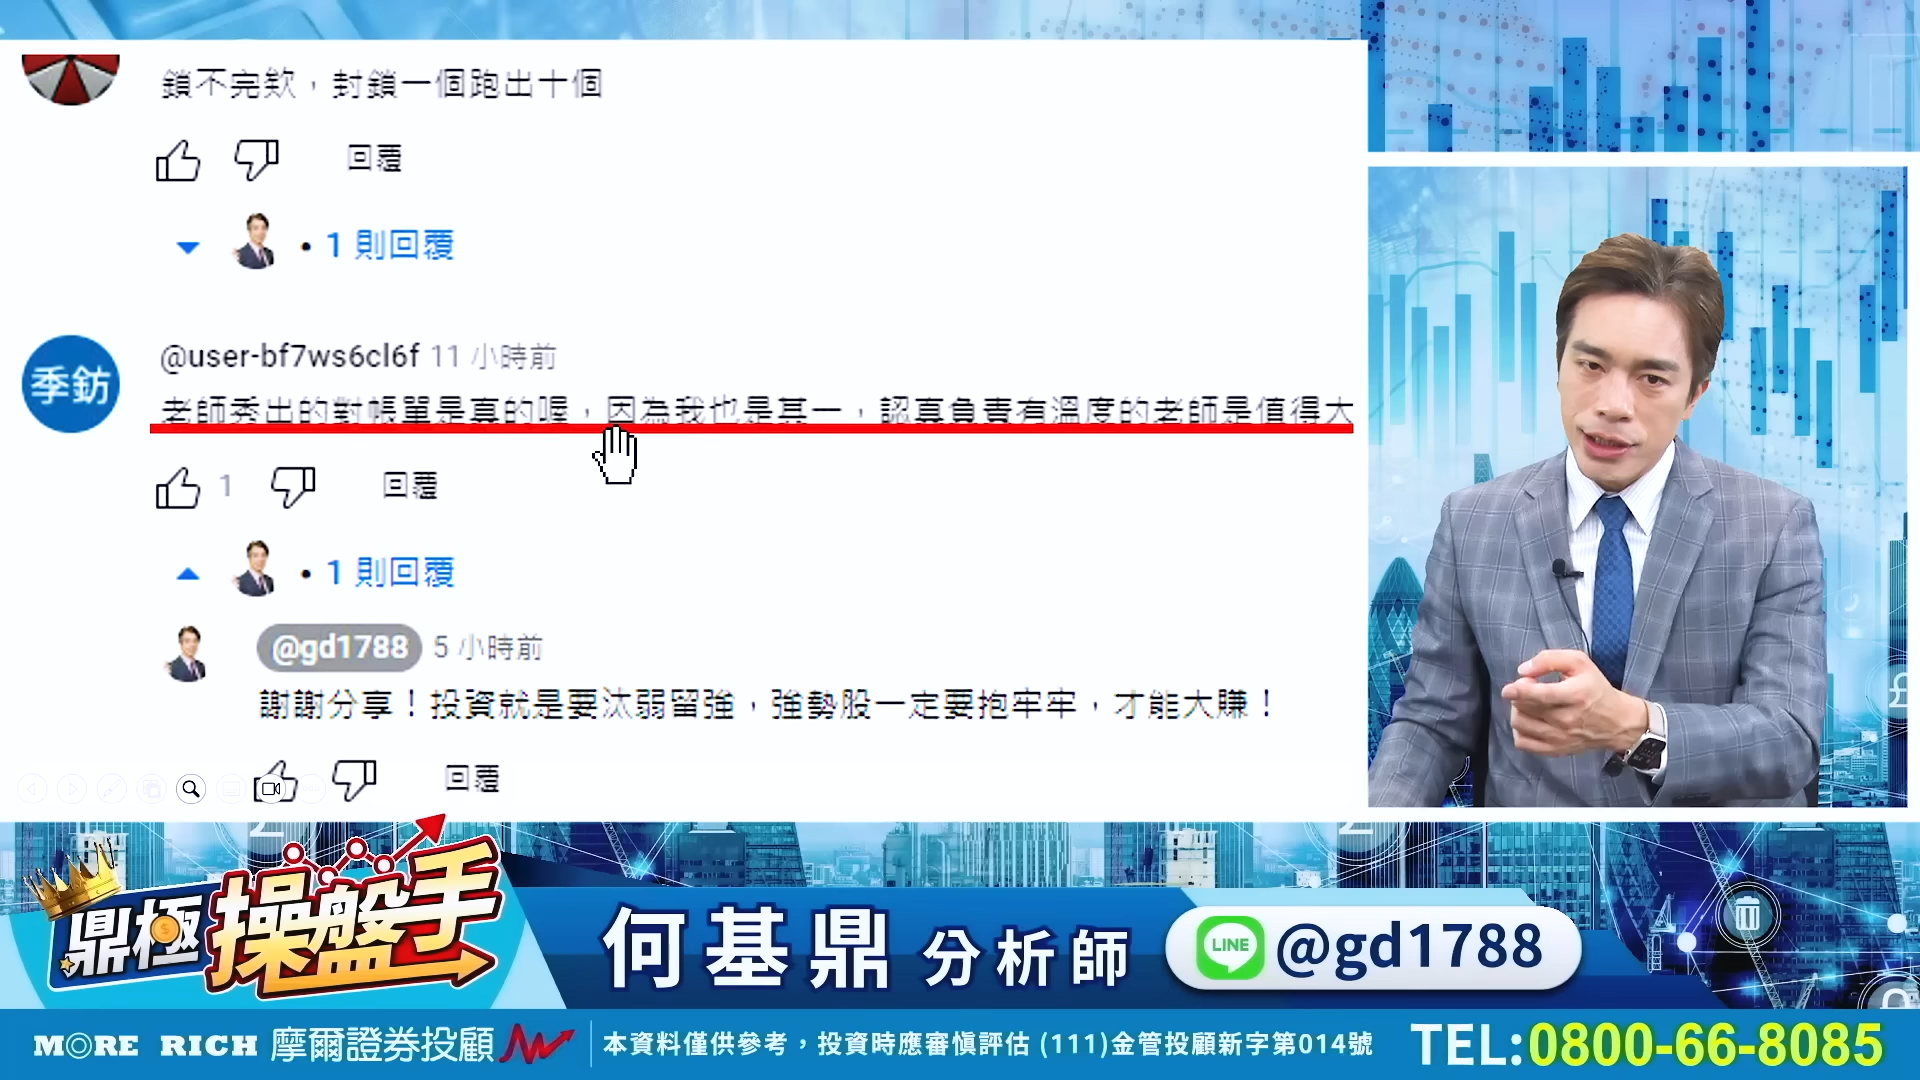 鎖不完欸，封鎖一個跑出十個
回覆
1 則回覆
季鈁
@user-bf7ws6cl6f 11 小時前
老師秀出的對帳單是真的喔，因為我也是其一，認真負責有溫度的老師是值得大
1
回覆
1 則回覆
@gd1788 5 小時前
謝謝分享！投資就是要汰弱留強，強勢股一定要抱牢牢，才能大賺！
回覆
鼎極操盤手
何基鼎 分析師
LINE @gd1788
MORE RICH 摩爾證券投顧
本資料僅供參考，投資時應審慎評估 (111)金管投顧新字第014號
TEL:0800-66-8085